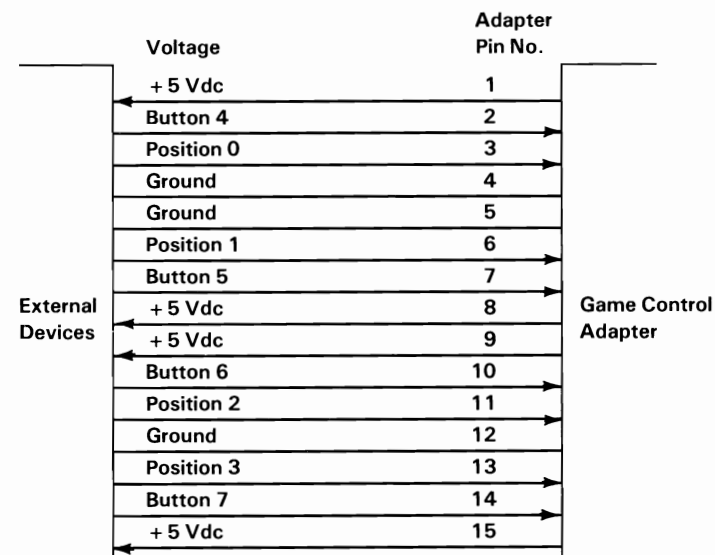 Voltage Adapter Pin No.
+ 5 Vdc 1
Button 4 2
Position 0 3
Ground 4
Ground 5
Position 1 6
Button 5 7
+ 5 Vdc 8
+ 5 Vdc 9
Button 6 10
Position 2 11
Ground 12
Position 3 13
Button 7 14
+ 5 Vdc 15
External Devices
Game Control Adapter